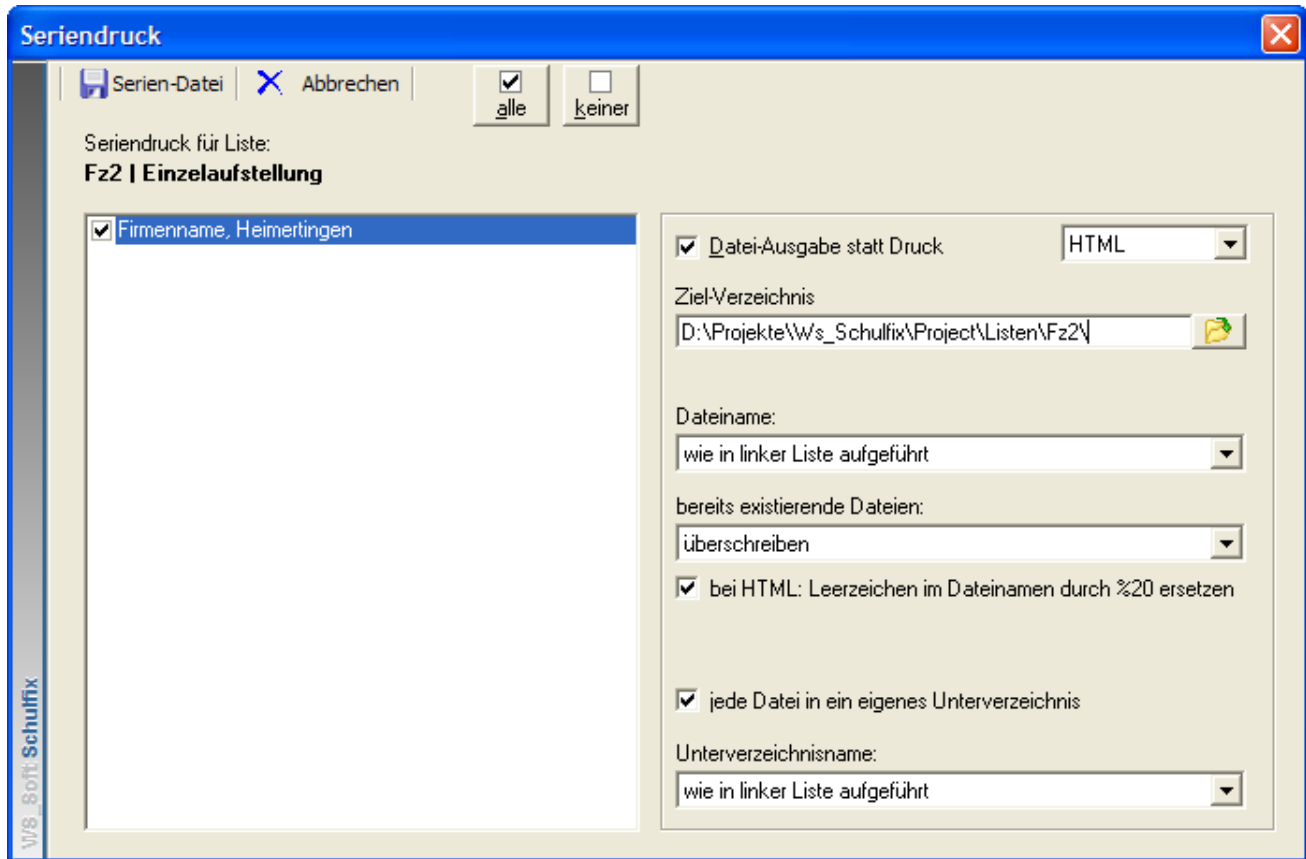 Seriendruck
Serien-Datei Abbrechen alle keiner
Seriendruck für Liste:
Fz2 | Einzelaufstellung
Firmenname, Heimertingen
Datei-Ausgabe statt Druck HTML
Ziel-Verzeichnis
D:\Projekte\Ws_Schulfix\Project\Listen\Fz2\
Dateiname:
wie in linker Liste aufgeführt
bereits existierende Dateien:
überschreiben
bei HTML: Leerzeichen im Dateinamen durch %20 ersetzen
jede Datei in ein eigenes Unterverzeichnis
Unterverzeichnisname:
wie in linker Liste aufgeführt
WS_Soft Schulfix